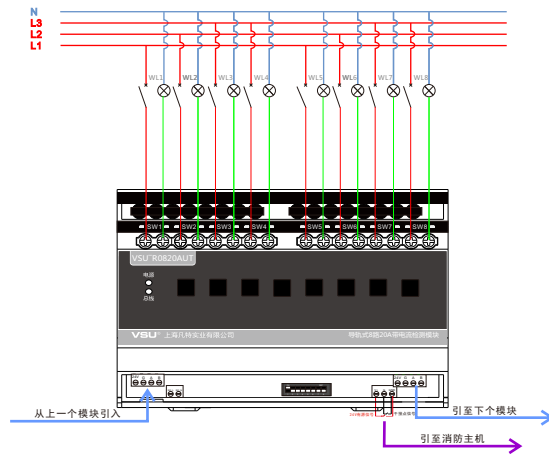 N
L3
L2
L1
WL1 WL2 WL3 WL4 WL5 WL6 WL7 WL8
SW1 SW2 SW3 SW4 SW5 SW6 SW7 SW8
VSU-R0820AUT
电源
总线
VSU® 上海凡特实业有限公司
导轨式8路20A带电流检测模块
从上一个模块引入
引至下个模块
引至消防主机